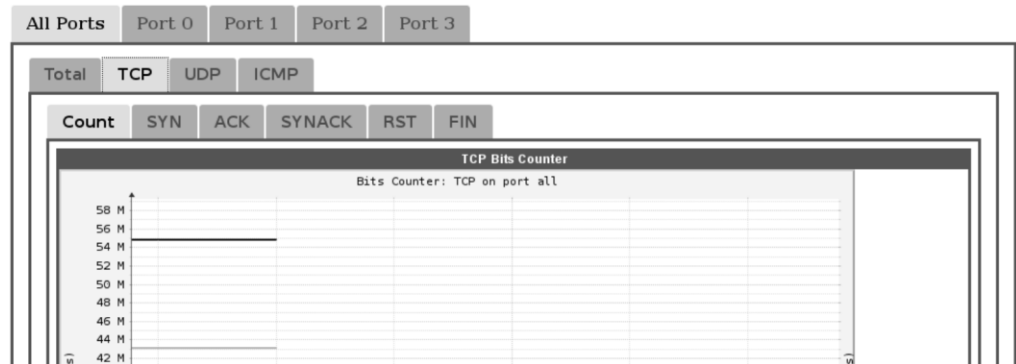 All Ports Port 0 Port 1 Port 2 Port 3
Total TCP UDP ICMP
Count SYN ACK SYNACK RST FIN
TCP Bits Counter
Bits Counter: TCP on port all
58 M
56 M
54 M
52 M
50 M
48 M
46 M
44 M
42 M